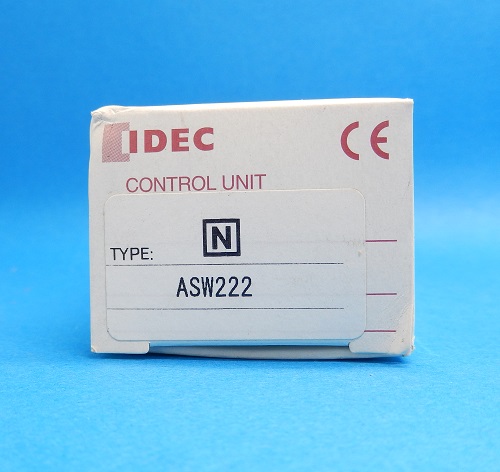 IDEC CE
CONTROL UNIT
N
TYPE:
ASW222